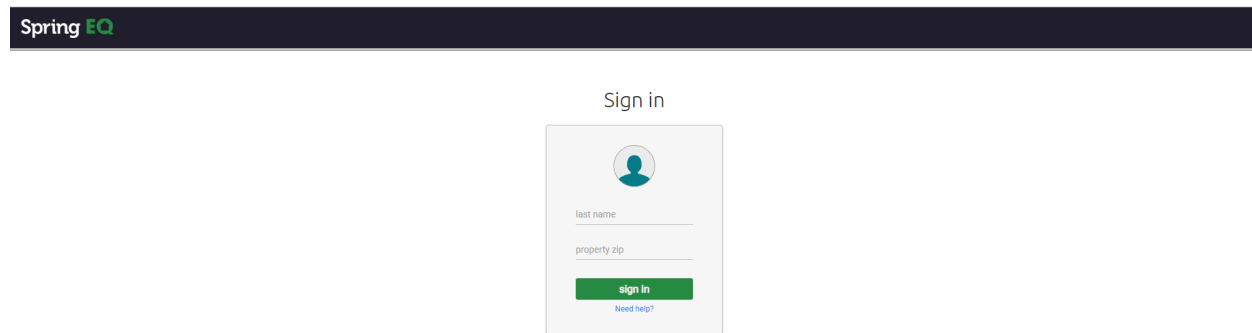 Spring EQ
Sign in
last name
property zip
sign in
Need help?